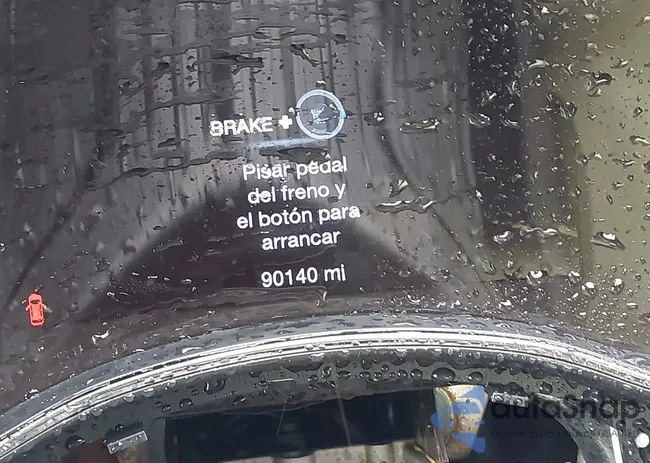 BRAKE +
Pisar pedal
del freno y
el botón para
arrancar
90140 mi
autoSnap